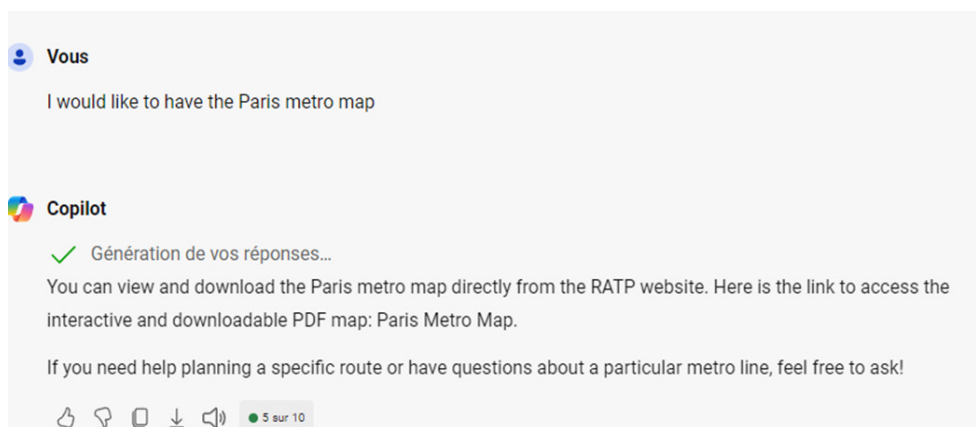 Vous
I would like to have the Paris metro map
Copilot
Génération de vos réponses...
You can view and download the Paris metro map directly from the RATP website. Here is the link to access the
interactive and downloadable PDF map: Paris Metro Map.
If you need help planning a specific route or have questions about a particular metro line, feel free to ask!
5 sur 10